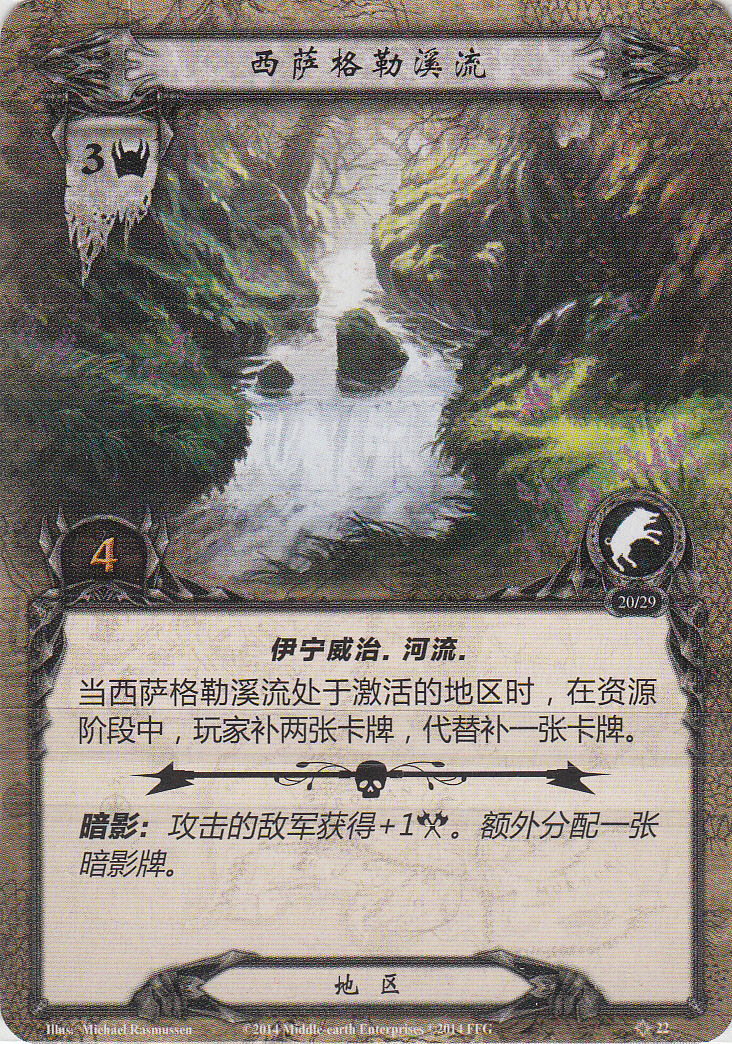 西萨格勒溪流
3
4
20/29
伊宁威治. 河流.
当西萨格勒溪流处于激活的地区时，在资源
阶段中，玩家补两张卡牌，代替补一张卡牌。
暗影：攻击的敌军获得+1。额外分配一张
暗影牌。
地 区
Illus. Michael Rasmussen ©2014 Middle-earth Enterprises ©2014 FFG 22